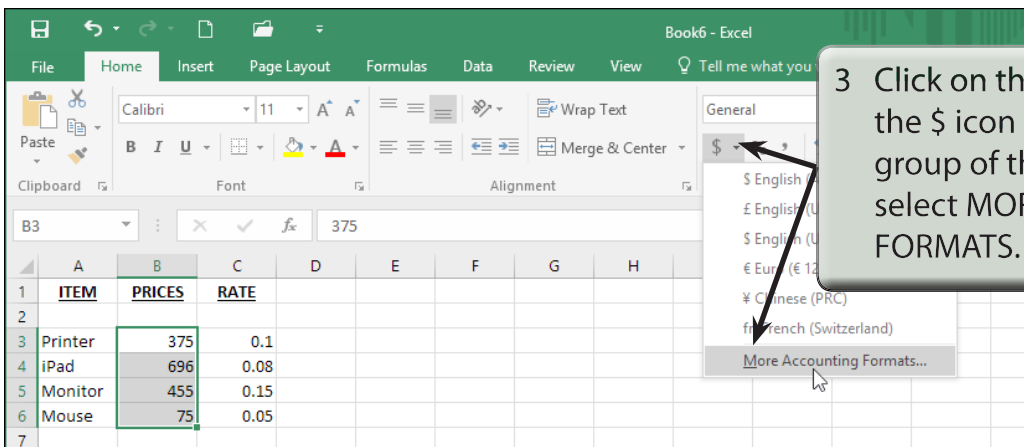 Book6 - Excel
File Home Insert Page Layout Formulas Data Review View Tell me what you
Calibri 11 A A Wrap Text General
Paste B I U A Merge & Center $
Clipboard Font Alignment
3 Click on th
the $ icon
group of th
select MOR
FORMATS.
$ English
£ English (U
$ English (U
€ Euro (€ 12
¥ Chinese (PRC)
fr. French (Switzerland)
More Accounting Formats...
B3 fx 375
A B C D E F G H
1 ITEM PRICES RATE
2
3 Printer 375 0.1
4 iPad 696 0.08
5 Monitor 455 0.15
6 Mouse 75 0.05
7